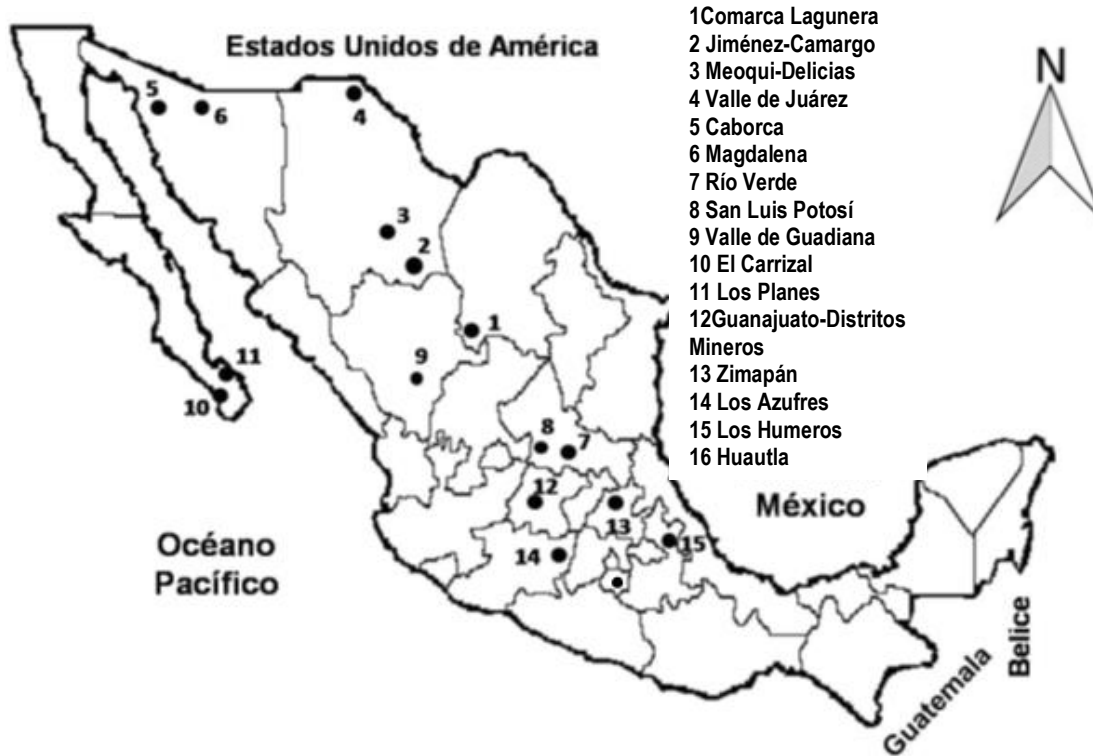 Estados Unidos de América
N
1Comarca Lagunera
2 Jiménez-Camargo
3 Meoqui-Delicias
4 Valle de Juárez
5 Caborca
6 Magdalena
7 Río Verde
8 San Luis Potosí
9 Valle de Guadiana
10 El Carrizal
11 Los Planes
12Guanajuato-Distritos
Mineros
13 Zimapán
14 Los Azufres
15 Los Humeros
16 Huautla
5
6
4
3
2
1
9
11
10
8
7
12
13
14
15
México
Océano
Pacífico
Belice
Guatemala